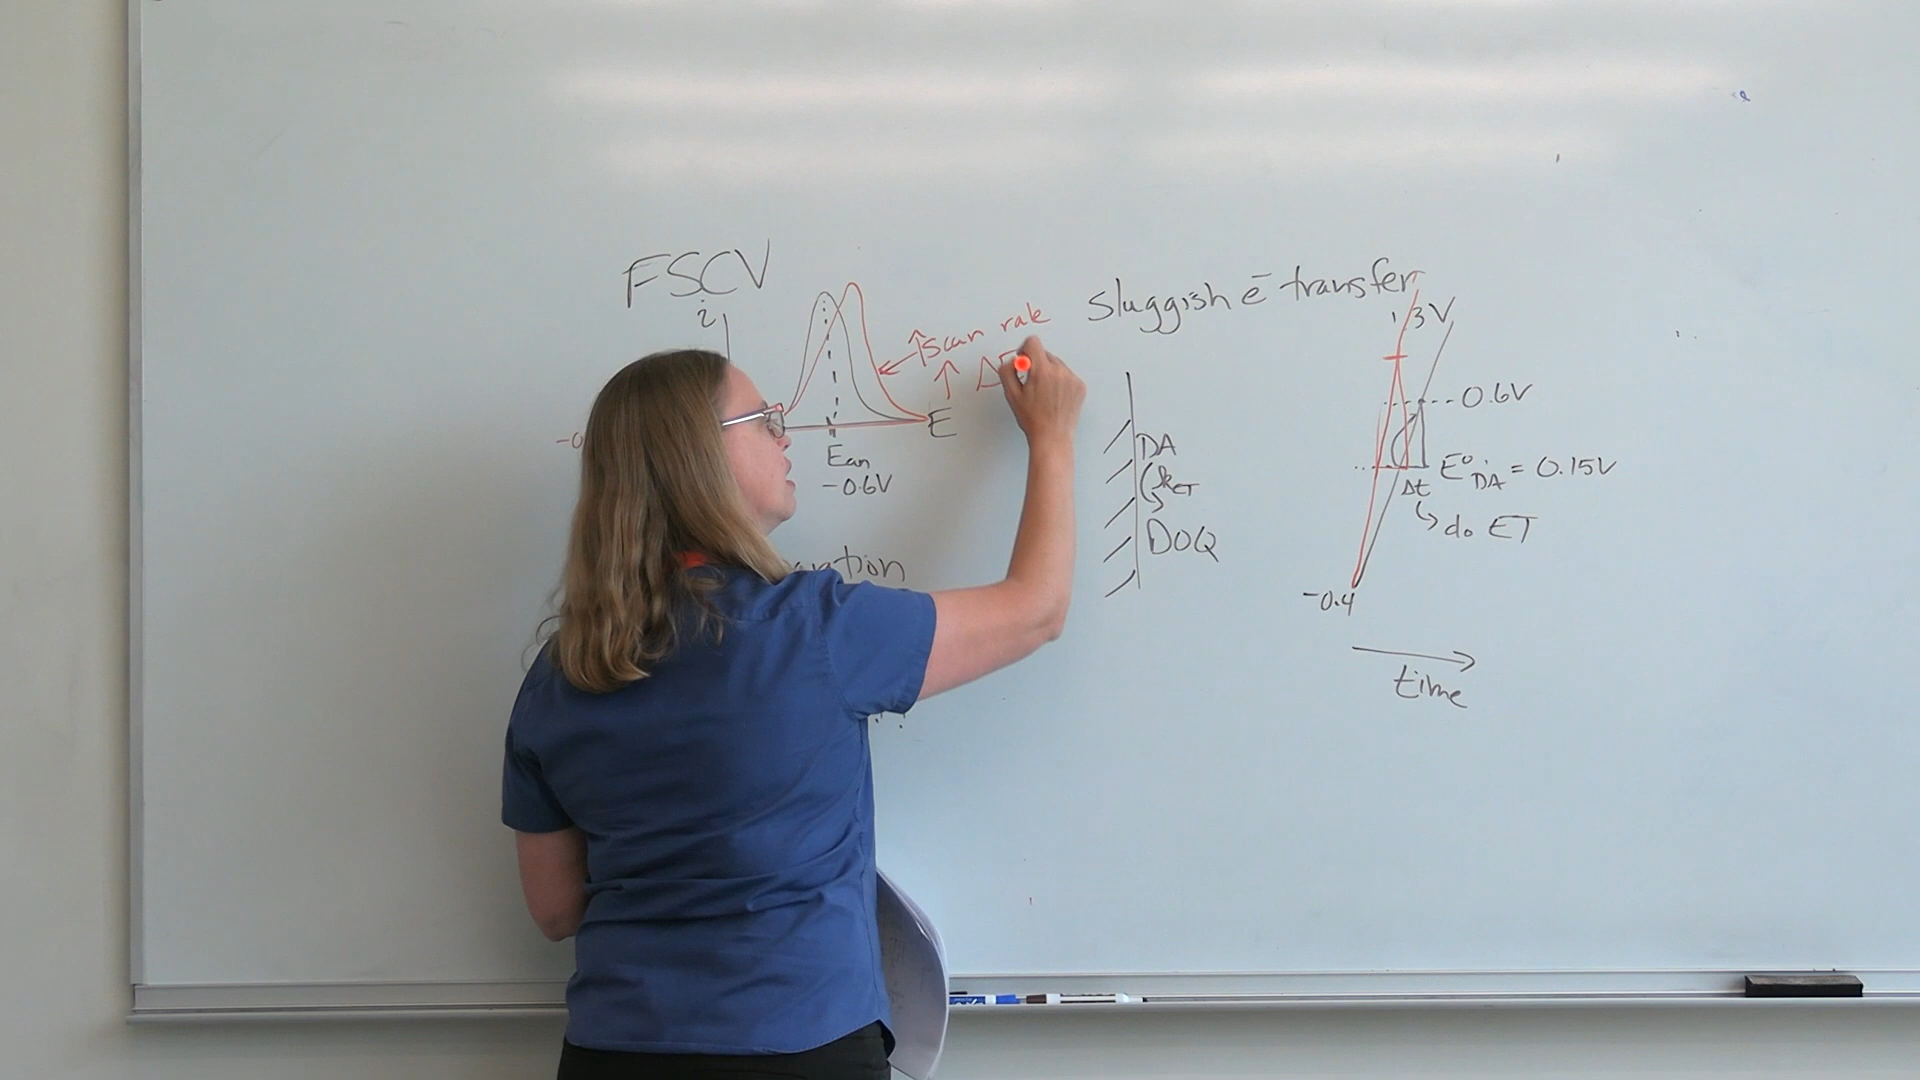 FSCV
i
↑scan rate
↑ ΔE
E
Ean
-0.6V
Sluggish e⁻ transfer
DA
kET
DOQ
1.3V
0.6V
E°DA = 0.15V
Δt
↳ do ET
-0.4
time